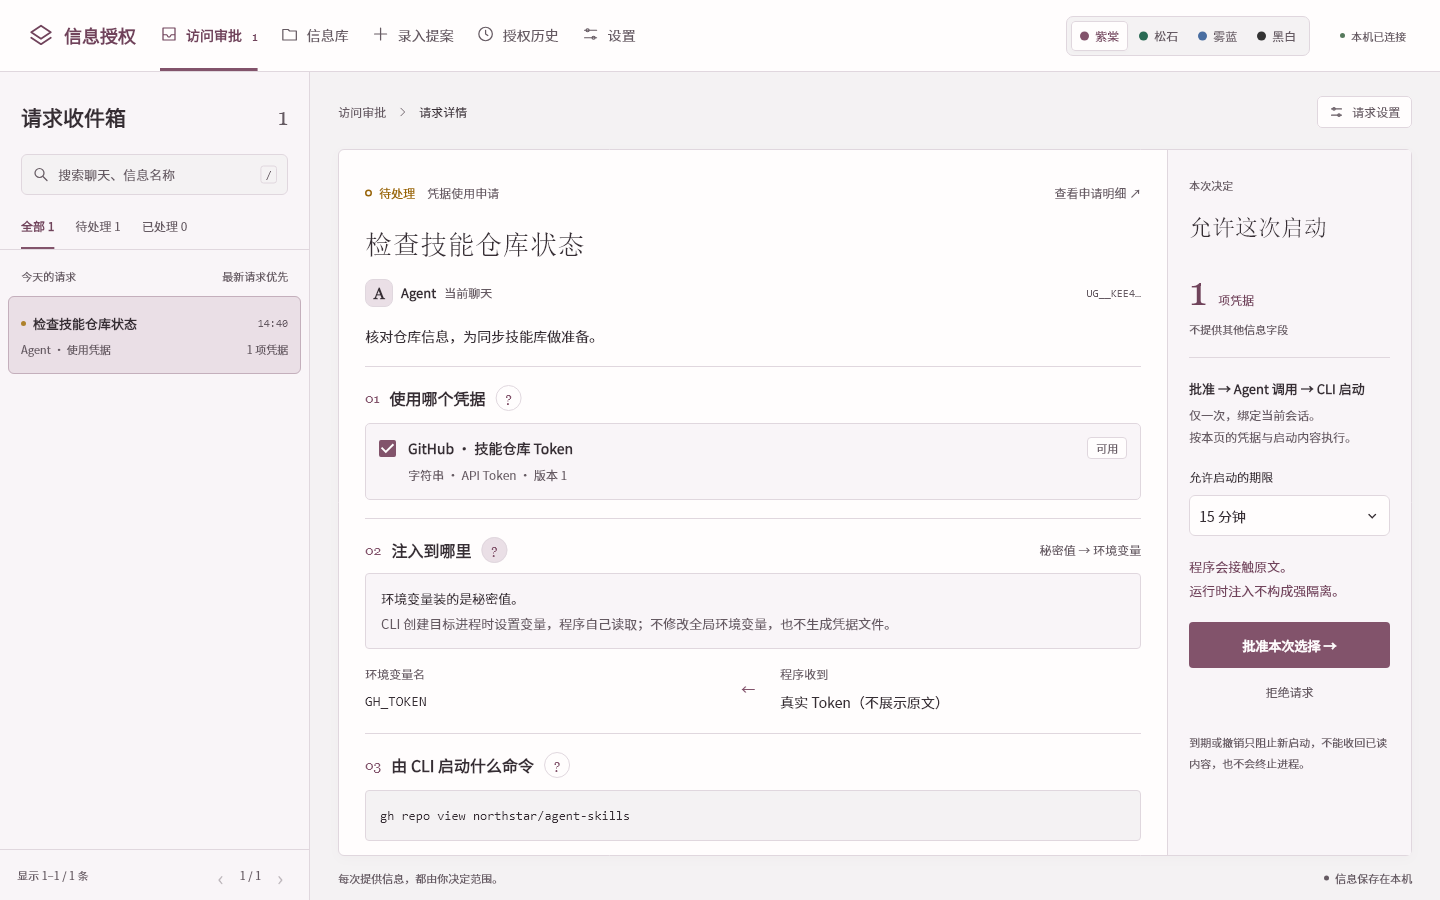 信息授权
访问审批 1
信息库
录入提案
授权历史
设置
紫棠
松石
雾蓝
黑白
本机已连接
请求收件箱 1
搜索聊天、信息名称 /
全部 1
待处理 1
已处理 0
今天的请求 最新请求优先
检查技能仓库状态 14:40
Agent · 使用凭据 1 项凭据
显示 1–1 / 1 条 ‹ 1 / 1 ›
访问审批 > 请求详情
请求设置
待处理 凭据使用申请 查看申请明细 ↗
检查技能仓库状态
A Agent 当前聊天 UG__KEE4…
核对仓库信息，为同步技能库做准备。
01 使用哪个凭据 ?
GitHub · 技能仓库 Token 可用
字符串 · API Token · 版本 1
02 注入到哪里 ? 秘密值 → 环境变量
环境变量装的是秘密值。
CLI 创建目标进程时设置变量，程序自己读取；不修改全局环境变量，也不生成凭据文件。
环境变量名 程序收到
GH_TOKEN ← 真实 Token（不展示原文）
03 由 CLI 启动什么命令 ?
gh repo view northstar/agent-skills
本次决定
允许这次启动
1 项凭据
不提供其他信息字段
批准 → Agent 调用 → CLI 启动
仅一次，绑定当前会话。
按本页的凭据与启动内容执行。
允许启动的期限
15 分钟
程序会接触原文。
运行时注入不构成强隔离。
批准本次选择 →
拒绝请求
到期或撤销只阻止新启动，不能收回已读
内容，也不会终止进程。
每次提供信息，都由你决定范围。
信息保存在本机